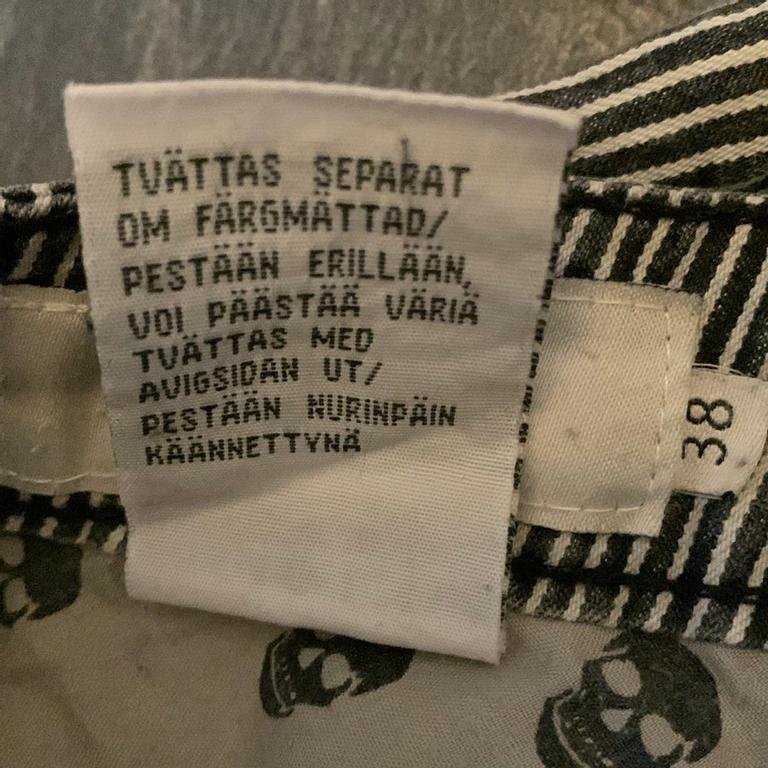 TVÄTTAS SEPARAT
OM FÄRGMÄTTAD/
PESTÄÄN ERILLÄÄN,
VOI PÄÄSTÄÄ VÄRIÄ
TVÄTTAS MED
AVIGSIDAN UT/
PESTÄÄN NURINPÄIN
KÄÄNNETTYNÄ
38